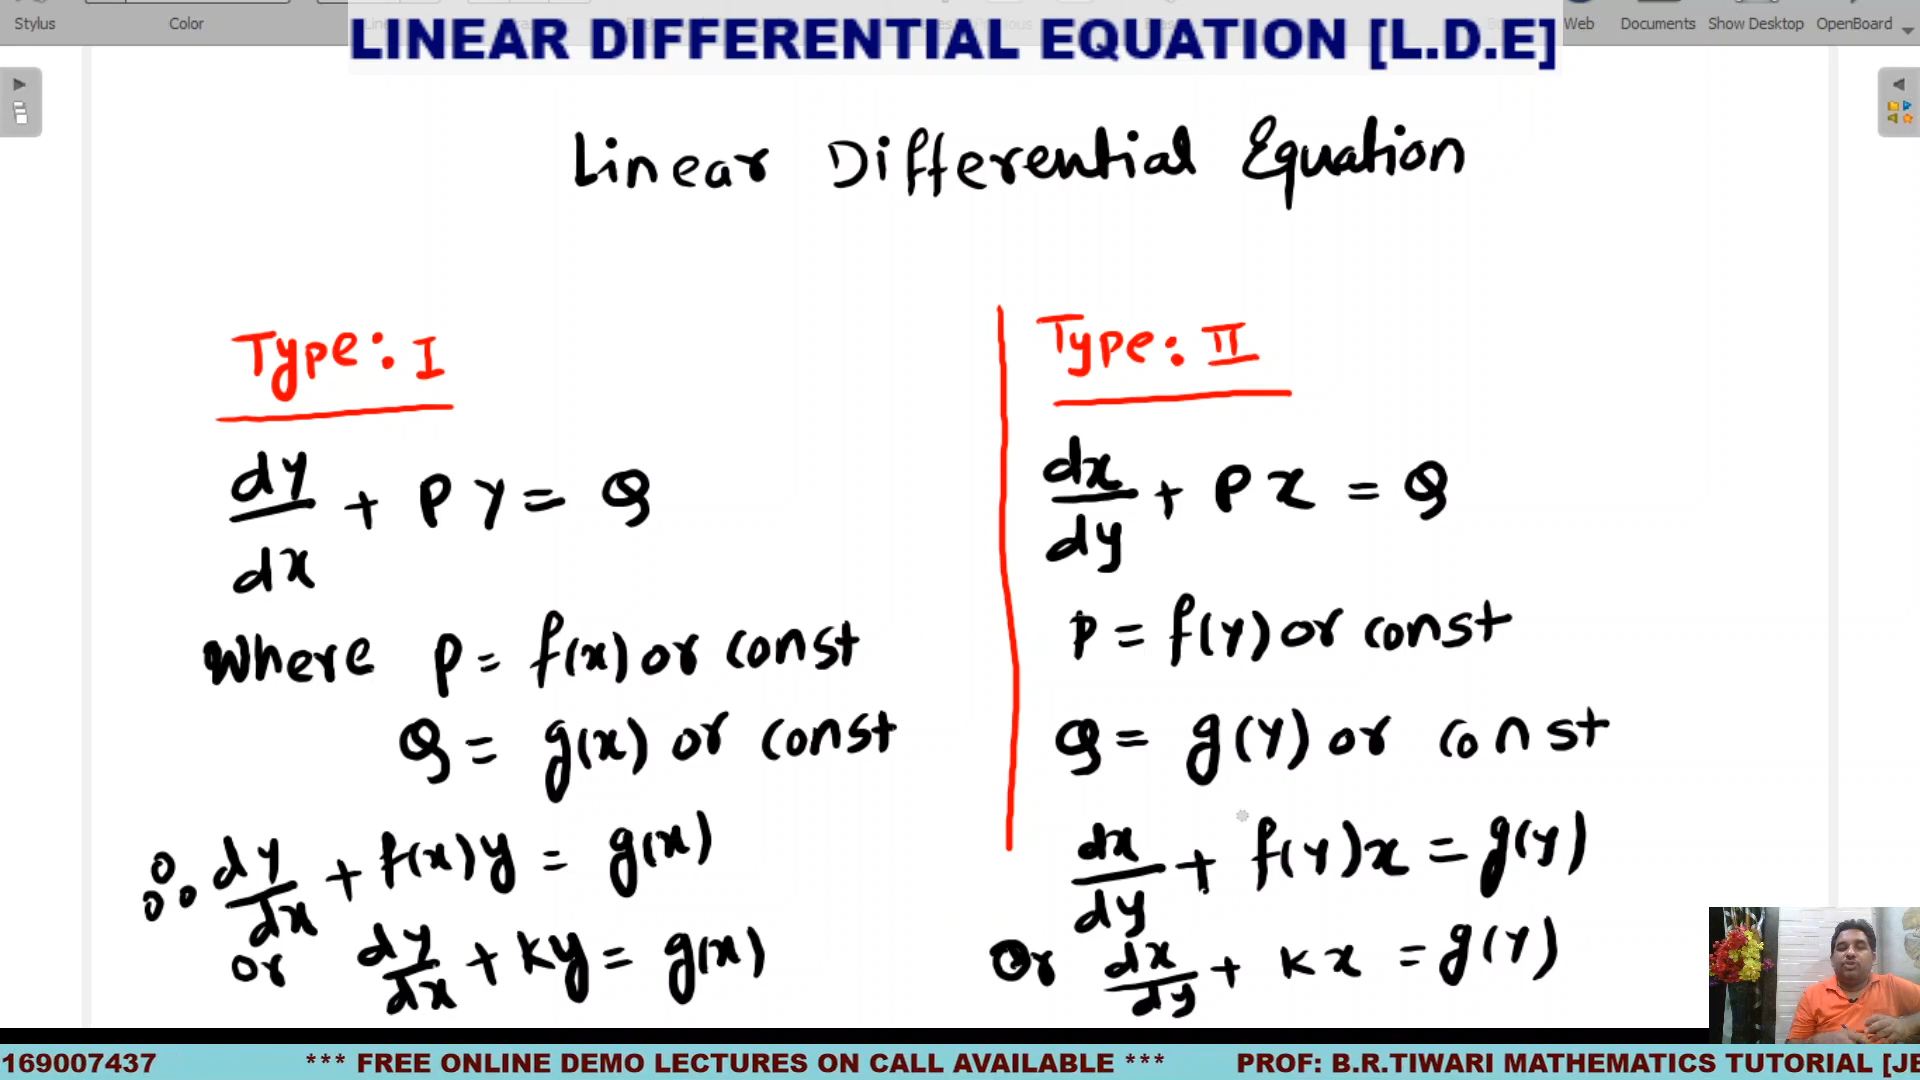 Stylus
Color
Web
Documents
Show Desktop
OpenBoard
LINEAR DIFFERENTIAL EQUATION [L.D.E]
Linear Differential Equation
Type: I
dy/dx + Py = Q
Where P = f(x) or const
Q = g(x) or const
∴ dy/dx + f(x)y = g(x)
or dy/dx + ky = g(x)
Type: II
dx/dy + Px = Q
P = f(y) or const
Q = g(y) or const
dx/dy + f(y)x = g(y)
Or dx/dy + kx = g(y)
169007437 *** FREE ONLINE DEMO LECTURES ON CALL AVAILABLE *** PROF: B.R.TIWARI MATHEMATICS TUTORIAL [JE